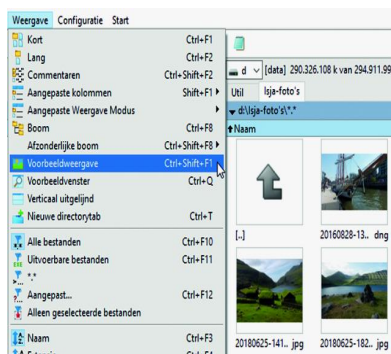 Weergave Configuratie Start
Kort Ctrl+F1
Lang Ctrl+F2
Commentaren Ctrl+Shift+F2
Aangepaste kolommen Shift+F1
Aangepaste Weergave Modus
Boom Ctrl+F8
Afzonderlijke boom Ctrl+Shift+F8
Voorbeeldweergave Ctrl+Shift+F1
Voorbeeldvenster Ctrl+Q
Verticaal uitgelijnd
Nieuwe directorytab Ctrl+T
Alle bestanden Ctrl+F10
Uitvoerbare bestanden Ctrl+F11
*.*
Aangepast... Ctrl+F12
Alleen geselecteerde bestanden
Naam Ctrl+F3
d [data] 290.326.108 k van 294.911.99
Util Isja-foto's
d:\Isja-foto's\*.*
Naam
[..] 20160828-13.. dng
20180625-141.. jpg 20180625-182.. jpg